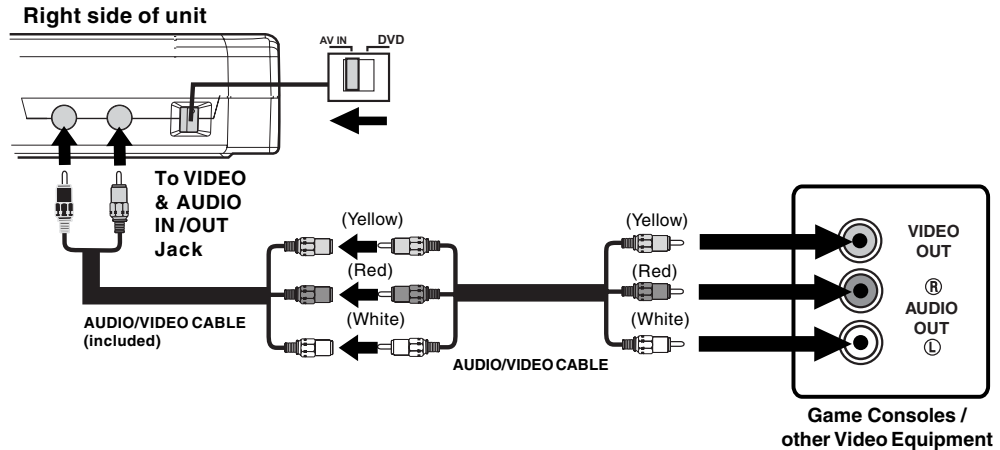 Right side of unit
AV IN DVD
To VIDEO
& AUDIO
IN /OUT
Jack
(Yellow)
(Red)
(White)
AUDIO/VIDEO CABLE
(included)
AUDIO/VIDEO CABLE
(Yellow)
(Red)
(White)
VIDEO
OUT
Ⓡ
AUDIO
OUT
Ⓛ
Game Consoles /
other Video Equipment